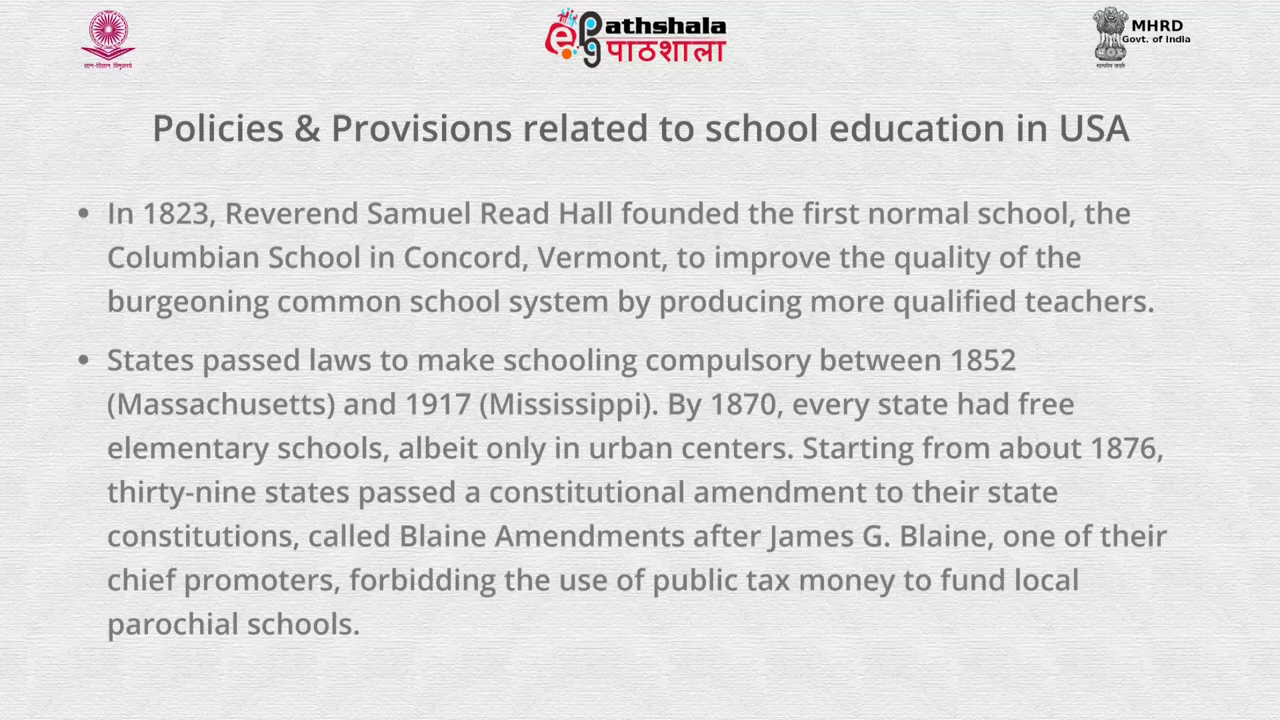 ज्ञान-विज्ञान विमुक्तये
e PG athshala
पाठशाला
MHRD
Govt. of India
सत्यमेव जयते
Policies & Provisions related to school education in USA
• In 1823, Reverend Samuel Read Hall founded the first normal school, the
Columbian School in Concord, Vermont, to improve the quality of the
burgeoning common school system by producing more qualified teachers.
• States passed laws to make schooling compulsory between 1852
(Massachusetts) and 1917 (Mississippi). By 1870, every state had free
elementary schools, albeit only in urban centers. Starting from about 1876,
thirty-nine states passed a constitutional amendment to their state
constitutions, called Blaine Amendments after James G. Blaine, one of their
chief promoters, forbidding the use of public tax money to fund local
parochial schools.